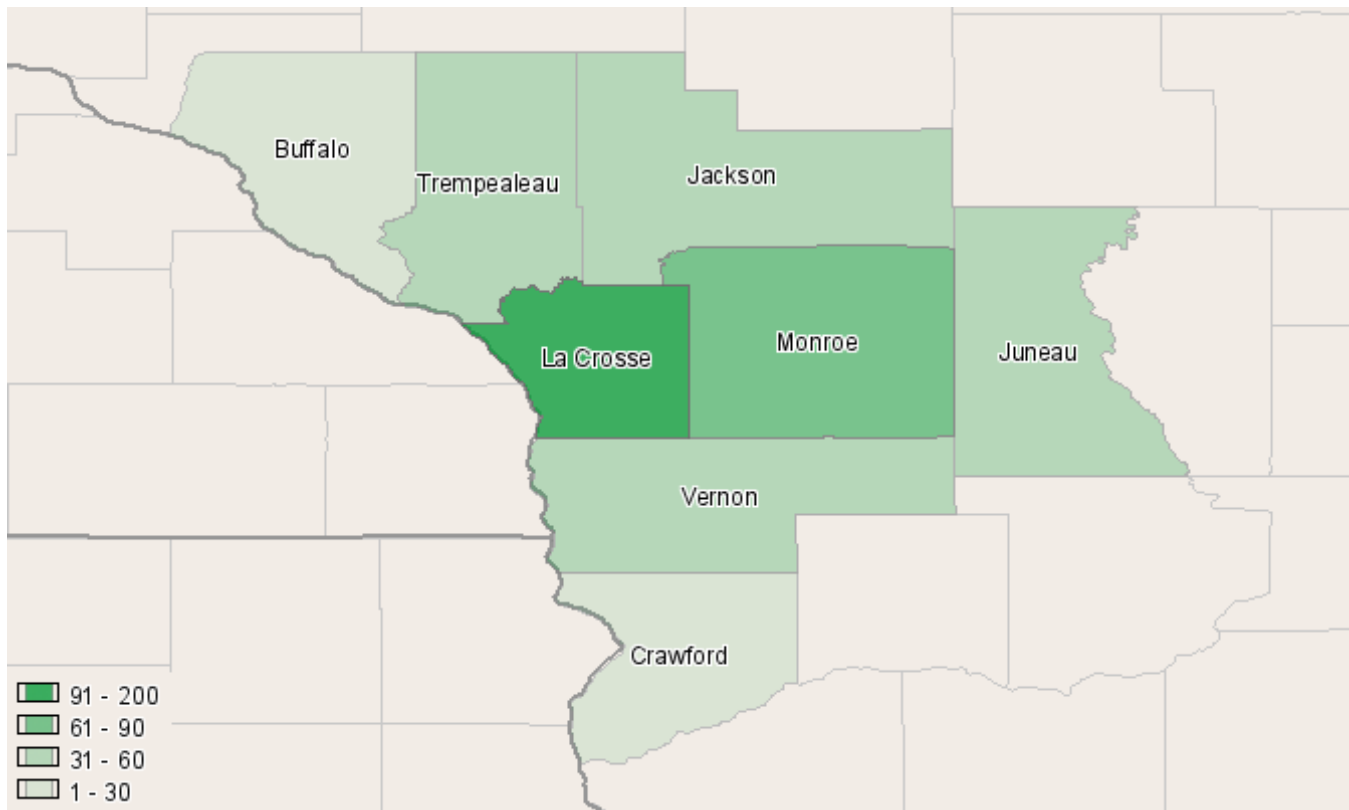 Buffalo
Trempealeau
Jackson
La Crosse
Monroe
Juneau
Vernon
Crawford
91 - 200
61 - 90
31 - 60
1 - 30